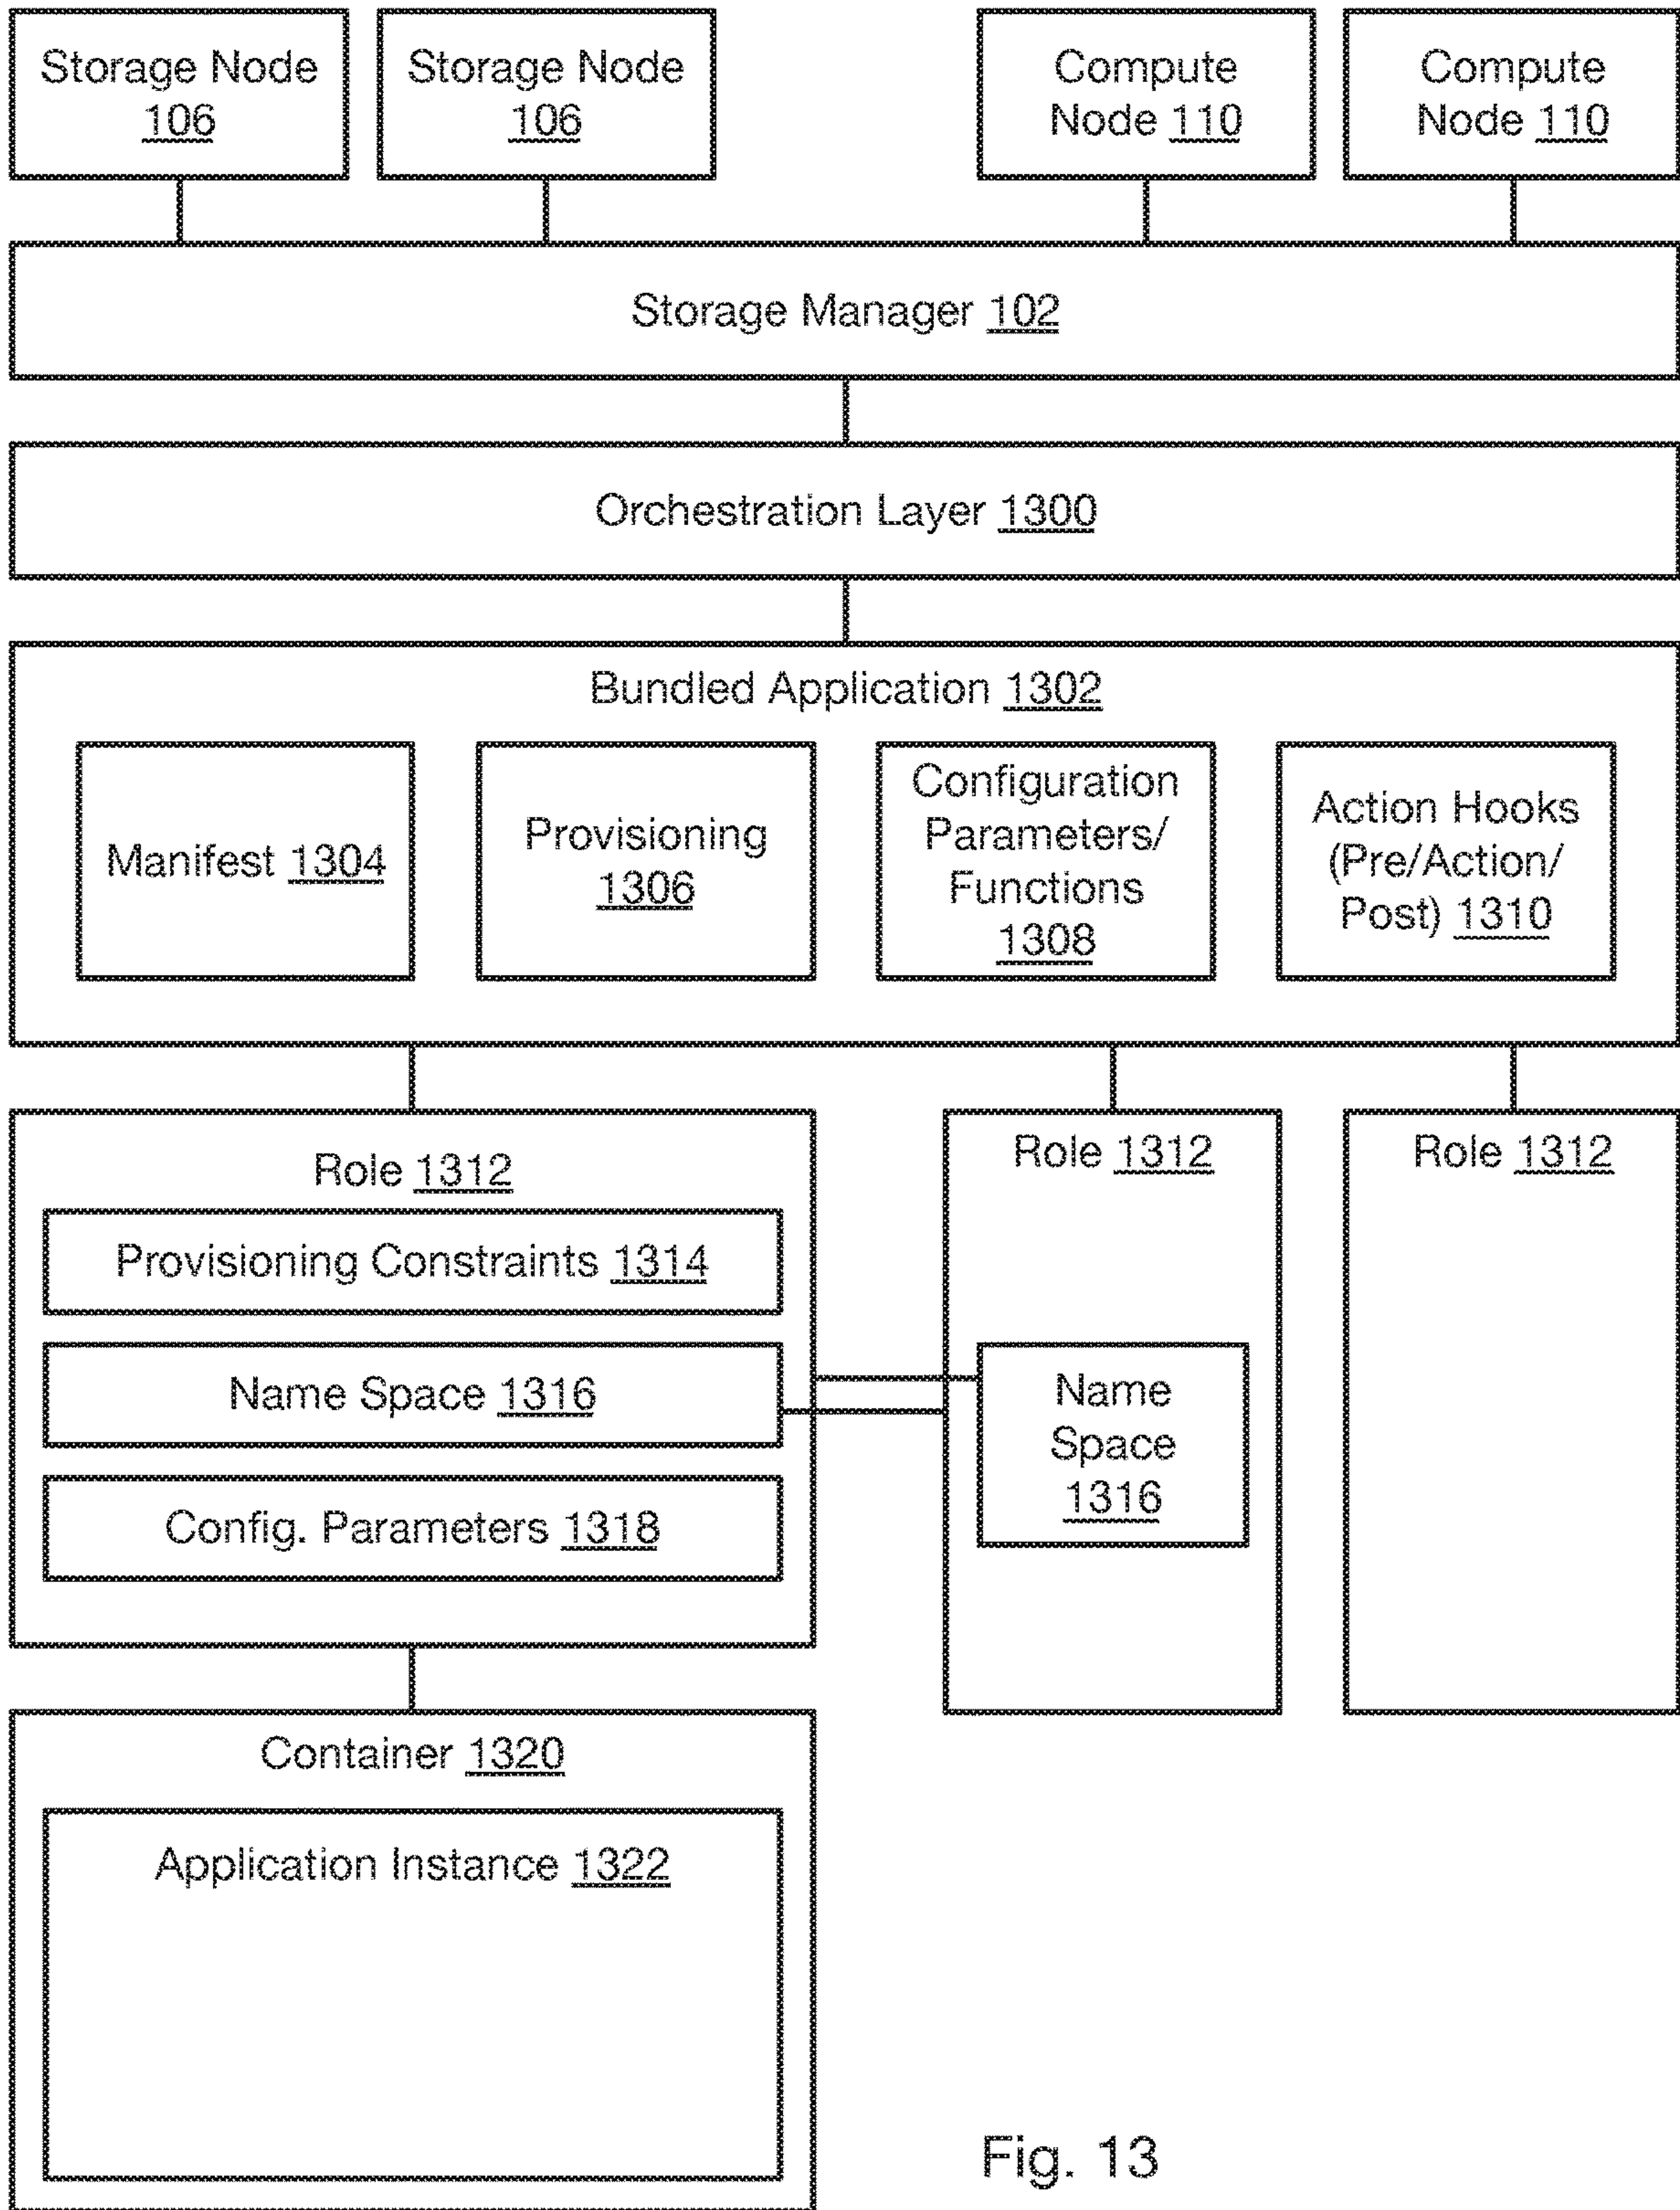 Storage Node
106
Storage Node
106
Compute
Node 110
Compute
Node 110
Storage Manager 102
Orchestration Layer 1300
Bundled Application 1302
Manifest 1304
Provisioning
1306
Configuration
Parameters/
Functions
1308
Action Hooks
(Pre/Action/
Post) 1310
Role 1312
Provisioning Constraints 1314
Name Space 1316
Config. Parameters 1318
Role 1312
Name
Space
1316
Role 1312
Container 1320
Application Instance 1322
Fig. 13